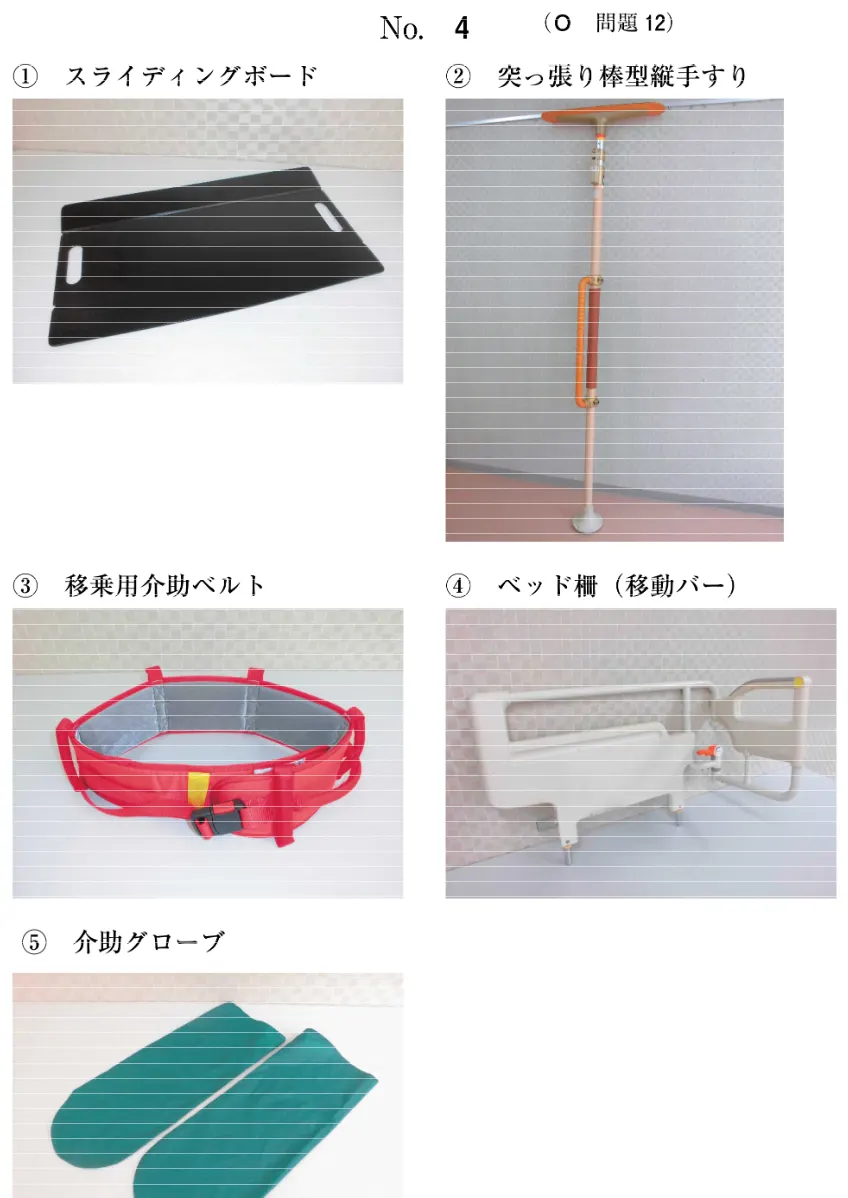 No. 4 （O 問題 12）
① スライディングボード
② 突っ張り棒型縦手すり
③ 移乗用介助ベルト
④ ベッド柵（移動バー）
⑤ 介助グローブ